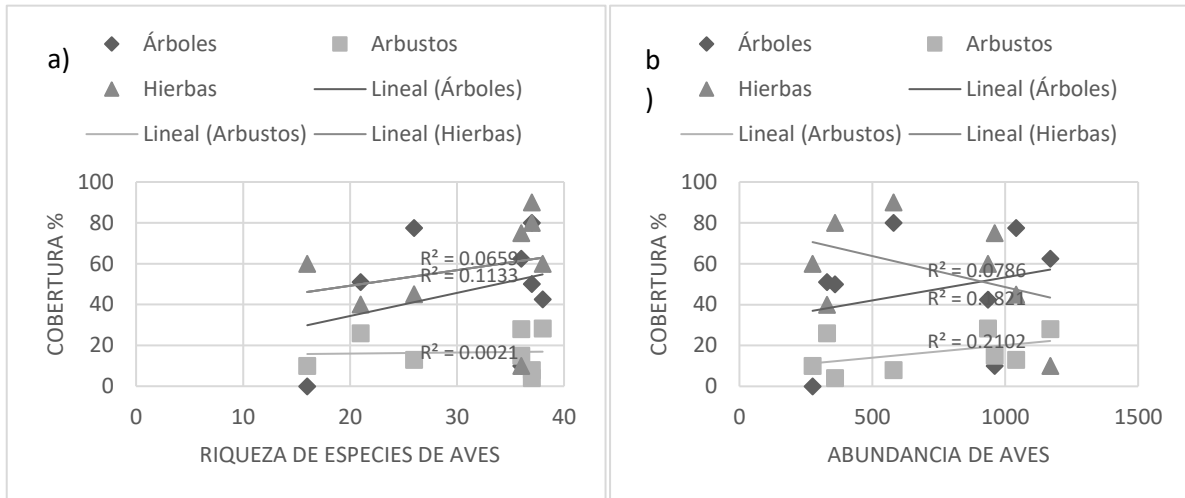 a)
Árboles
Arbustos
Hierbas
Lineal (Árboles)
Lineal (Arbustos)
Lineal (Hierbas)
COBERTURA %
100
80
60
40
20
0
R² = 0.0659
R² = 0.1133
R² = 0.0021
0
10
20
30
40
RIQUEZA DE ESPECIES DE AVES
b
)
Árboles
Arbustos
Hierbas
Lineal (Árboles)
Lineal (Arbustos)
Lineal (Hierbas)
COBERTURA %
100
80
60
40
20
0
R² = 0.0786
R² = 0.1821
R² = 0.2102
0
500
1000
1500
ABUNDANCIA DE AVES